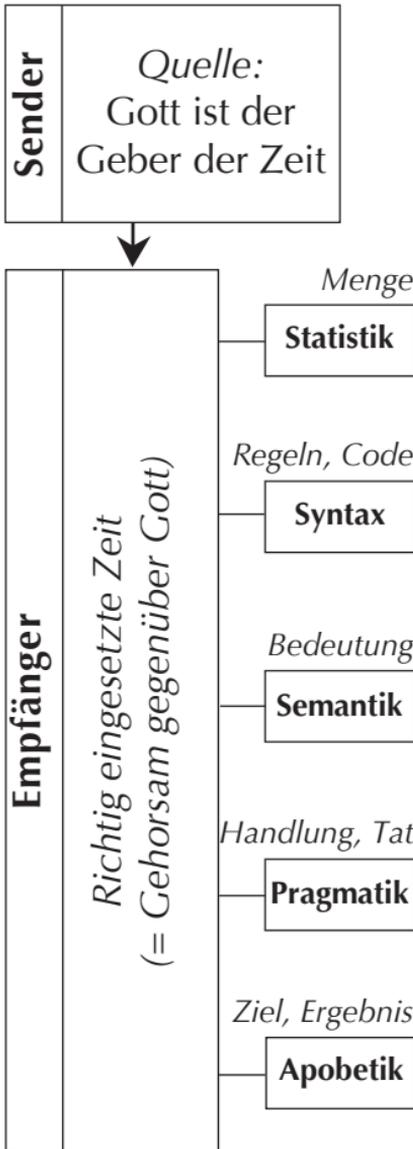 Sender
Quelle:
Gott ist der
Geber der Zeit
Empfänger
Richtig eingesetzte Zeit
(= Gehorsam gegenüber Gott)
Menge
Statistik
Regeln, Code
Syntax
Bedeutung
Semantik
Handlung, Tat
Pragmatik
Ziel, Ergebnis
Apobetik